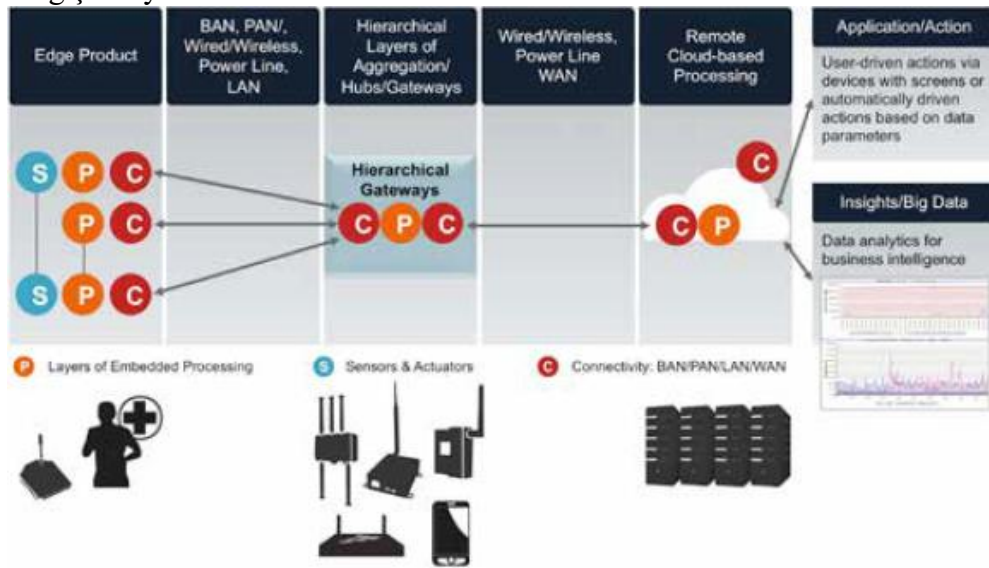 Edge Product
BAN, PAN/,
Wired/Wireless,
Power Line,
LAN
Hierarchical
Layers of
Aggregation/
Hubs/Gateways
Wired/Wireless,
Power Line
WAN
Remote
Cloud-based
Processing
Application/Action
User-driven actions via
devices with screens or
automatically driven
actions based on data
parameters
S P C
P C
S P C
Hierarchical
Gateways
C P C
C
C P
Insights/Big Data
Data analytics for
business intelligence
P Layers of Embedded Processing
S Sensors & Actuators
C Connectivity: BAN/PAN/LAN/WAN